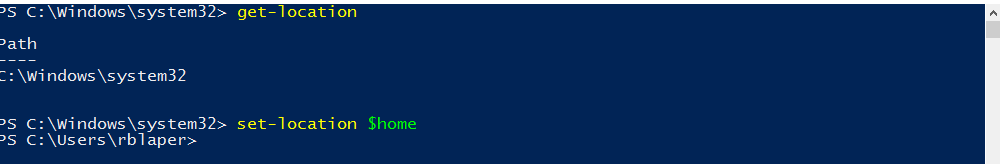 PS C:\Windows\system32> get-location
Path
----
C:\Windows\system32
PS C:\Windows\system32> set-location $home
PS C:\Users\rblaper>